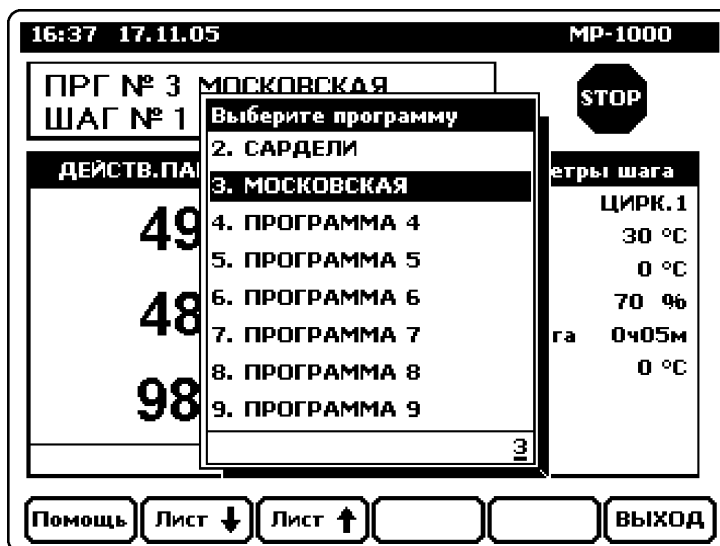 16:37 17.11.05 MP-1000
ПРГ № 3 МОСКОВСКАЯ
ШАГ № 1
STOP
Выберите программу
2. САРДЕЛИ
3. МОСКОВСКАЯ
4. ПРОГРАММА 4
5. ПРОГРАММА 5
6. ПРОГРАММА 6
7. ПРОГРАММА 7
8. ПРОГРАММА 8
9. ПРОГРАММА 9
3
ДЕЙСТВ.ПА
49
48
98
етры шага
ЦИРК.1
30 °C
0 °C
70 %
га 0ч05м
0 °C
Помощь Лист ↓ Лист ↑ ВЫХОД